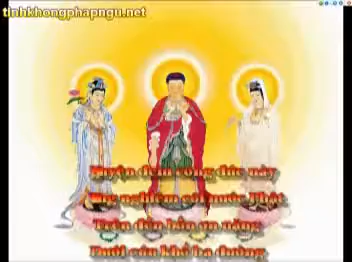 tinhkhongphapngu.net
Nguyện đem công đức này
nghiêm cõi nước Phật
Trên đền bốn ơn nặng
Dưới cứu khổ ba đường